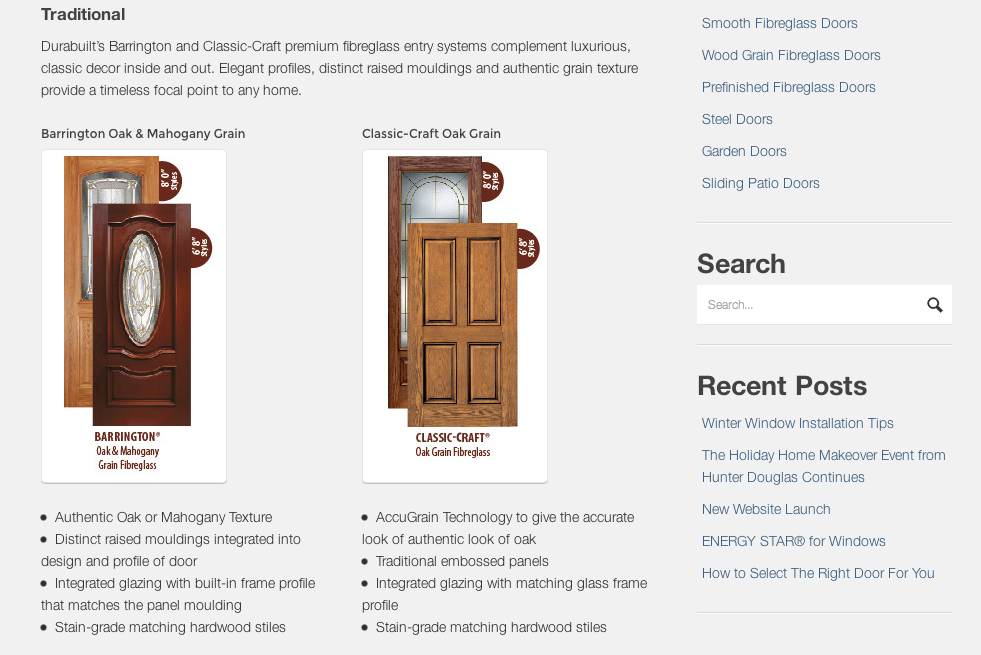 Traditional
Durabuilt’s Barrington and Classic-Craft premium fibreglass entry systems complement luxurious,
classic decor inside and out. Elegant profiles, distinct raised mouldings and authentic grain texture
provide a timeless focal point to any home.
Barrington Oak & Mahogany Grain
8' 0"
Styles
6' 8"
Styles
BARRINGTON®
Oak & Mahogany
Grain Fibreglass
• Authentic Oak or Mahogany Texture
• Distinct raised mouldings integrated into
design and profile of door
• Integrated glazing with built-in frame profile
that matches the panel moulding
• Stain-grade matching hardwood stiles
Classic-Craft Oak Grain
8' 0"
Styles
6' 8"
Styles
CLASSIC-CRAFT®
Oak Grain Fibreglass
• AccuGrain Technology to give the accurate
look of authentic look of oak
• Traditional embossed panels
• Integrated glazing with matching glass frame
profile
• Stain-grade matching hardwood stiles
Smooth Fibreglass Doors
Wood Grain Fibreglass Doors
Prefinished Fibreglass Doors
Steel Doors
Garden Doors
Sliding Patio Doors
Search
Search...
Recent Posts
Winter Window Installation Tips
The Holiday Home Makeover Event from
Hunter Douglas Continues
New Website Launch
ENERGY STAR® for Windows
How to Select The Right Door For You